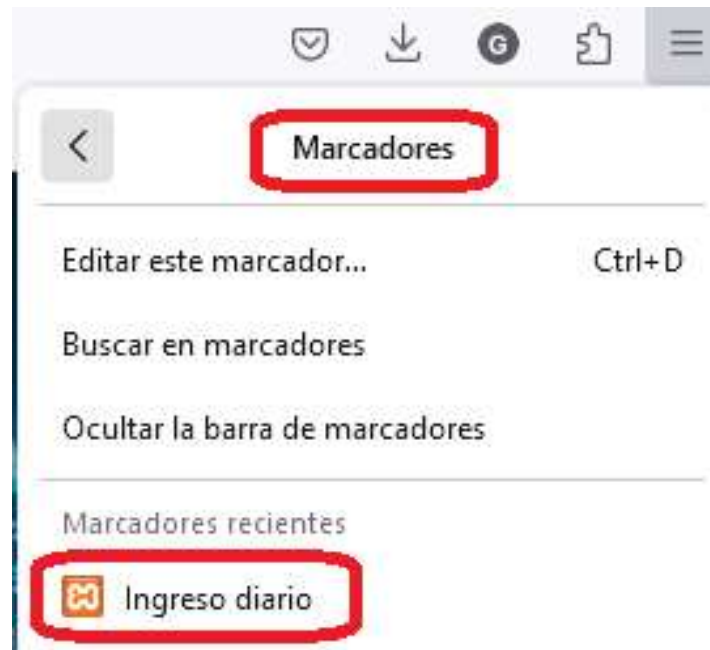 G
Marcadores
Editar este marcador... Ctrl+D
Buscar en marcadores
Ocultar la barra de marcadores
Marcadores recientes
Ingreso diario